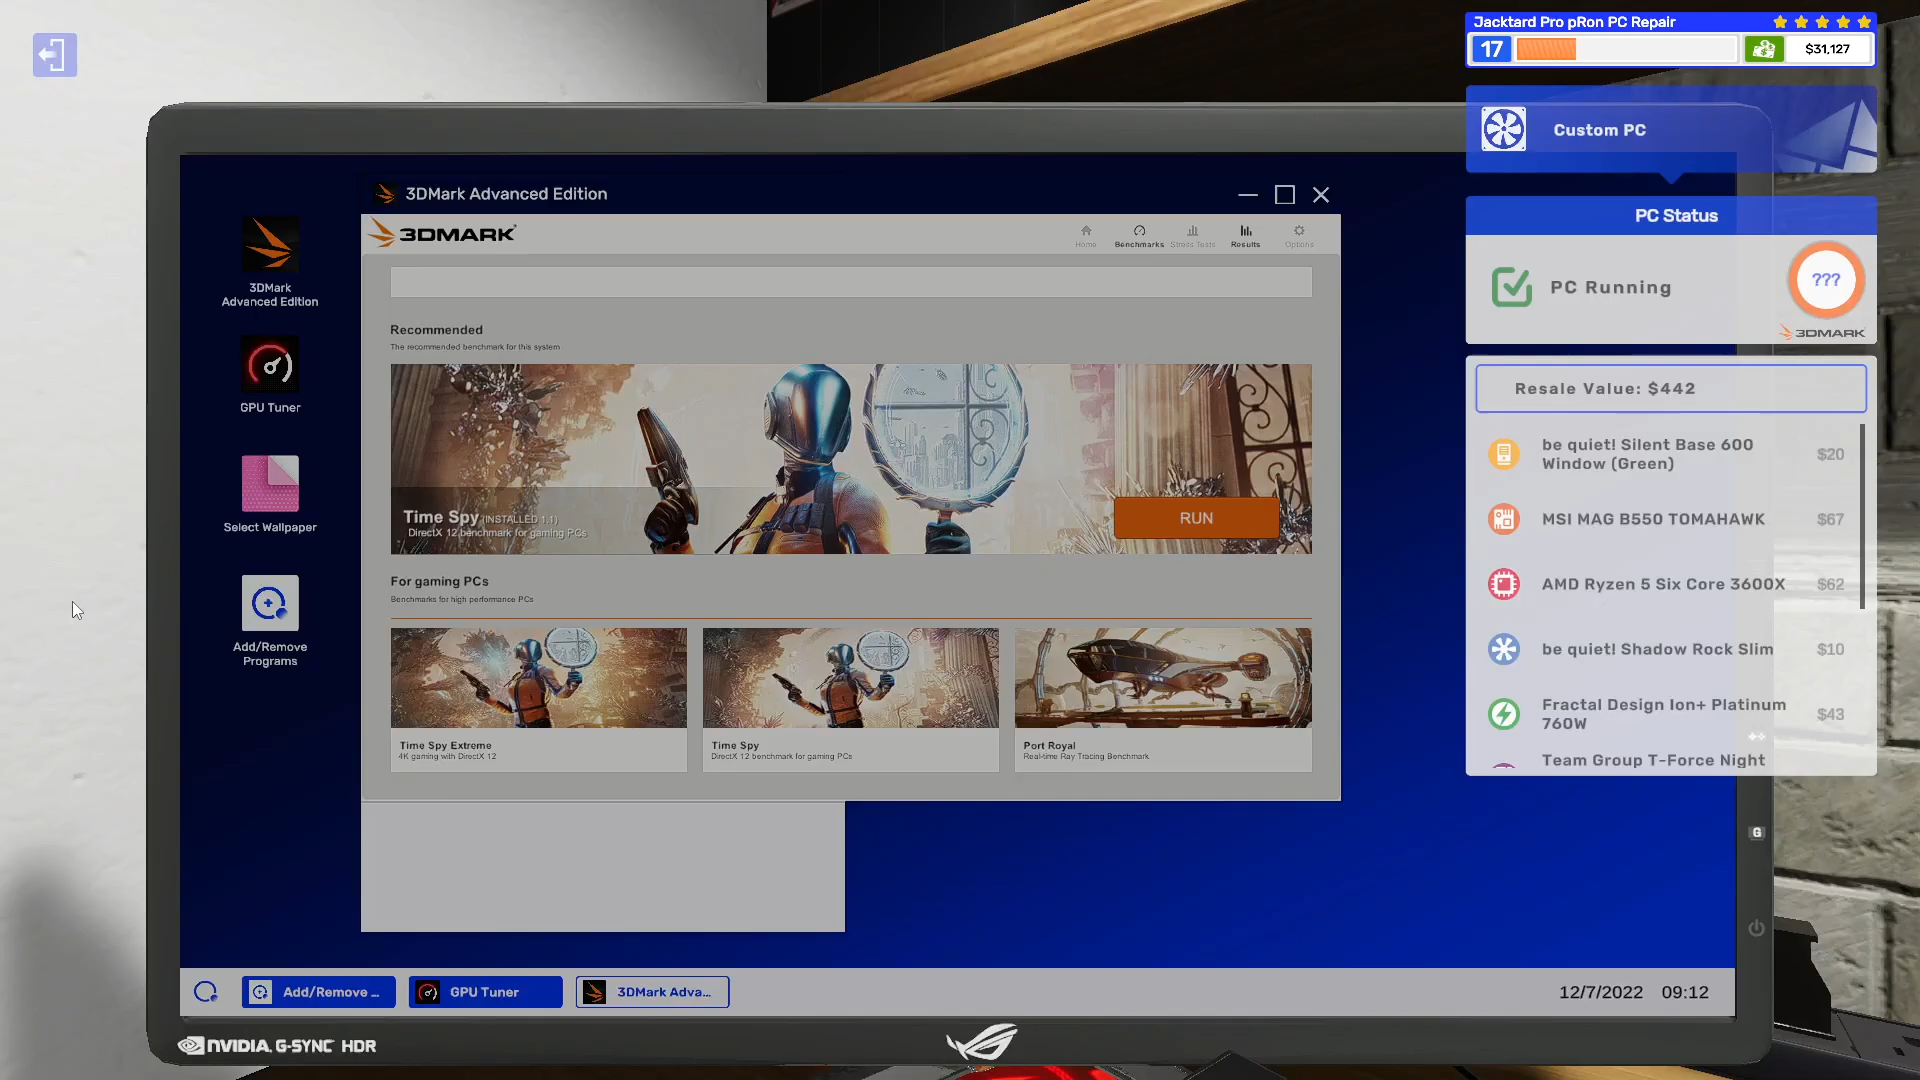 Jacktard Pro pRon PC Repair
17
$31,127
Custom PC
PC Status
PC Running
???
3DMARK
Resale Value: $442
be quiet! Silent Base 600
Window (Green)
$20
MSI MAG B550 TOMAHAWK
$67
AMD Ryzen 5 Six Core 3600X
$62
be quiet! Shadow Rock Slim
$10
Fractal Design Ion+ Platinum
760W
$43
Team Group T-Force Night
3DMark
Advanced Edition
GPU Tuner
Select Wallpaper
Add/Remove
Programs
3DMark Advanced Edition
3DMARK
Home
Benchmarks
Stress Tests
Results
Options
Recommended
The recommended benchmark for this system
Time Spy (INSTALLED 1.1)
DirectX 12 benchmark for gaming PCs
RUN
For gaming PCs
Benchmarks for high performance PCs
Time Spy Extreme
4K gaming with DirectX 12
Time Spy
DirectX 12 benchmark for gaming PCs
Port Royal
Real-time Ray Tracing Benchmark
Add/Remove ...
GPU Tuner
3DMark Adva...
12/7/2022 09:12
G
NVIDIA. G-SYNC HDR